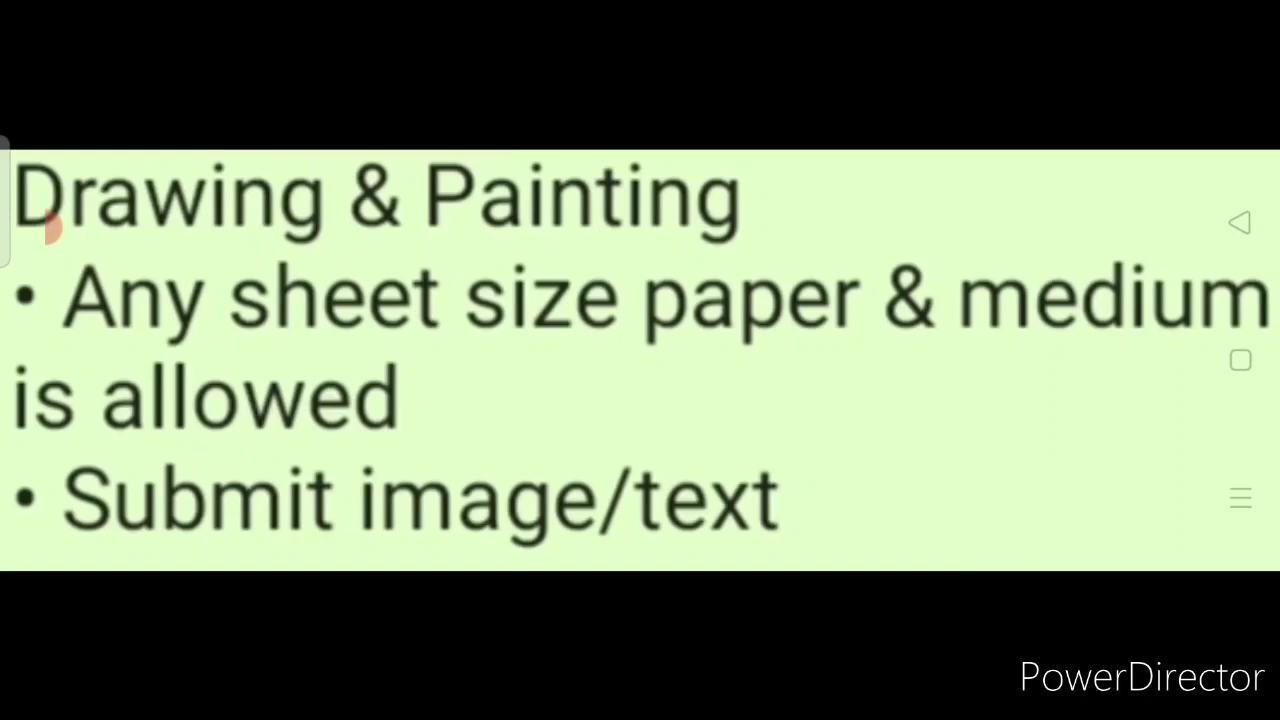 Drawing & Painting
• Any sheet size paper & medium
is allowed
• Submit image/text
PowerDirector